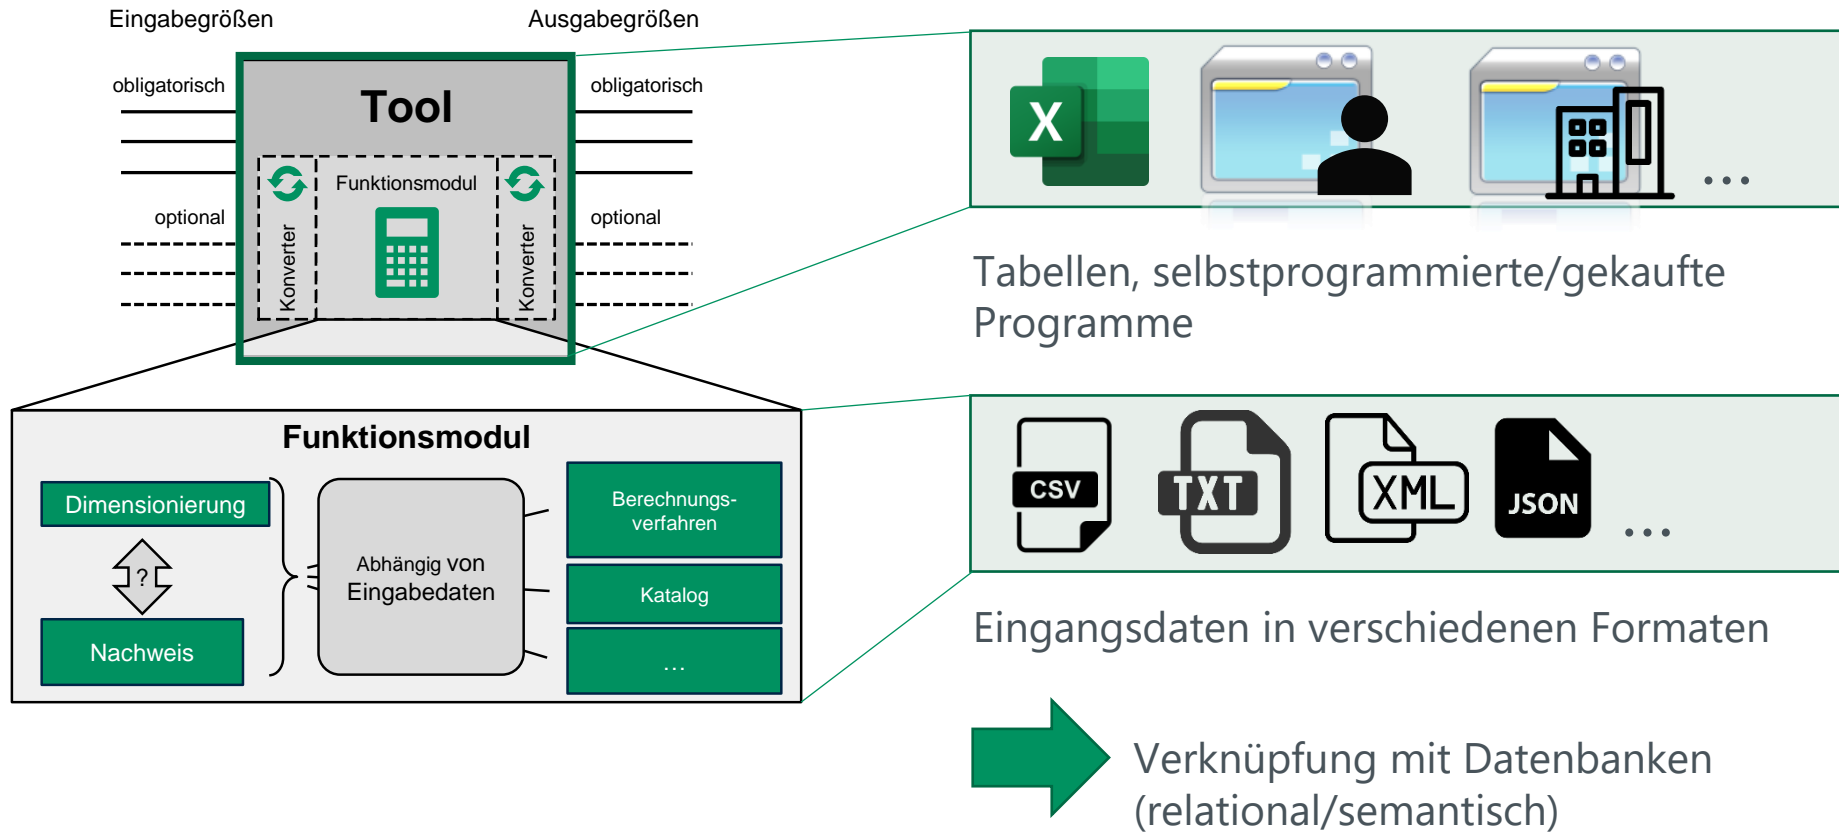 Eingabegrößen
Ausgabegrößen
obligatorisch
Tool
obligatorisch
optional
Konverter
Funktionsmodul
Konverter
optional
X
...
Tabellen, selbstprogrammierte/gekaufte
Programme
Funktionsmodul
Dimensionierung
?
Nachweis
Abhängig von
Eingabedaten
Berechnungs-
verfahren
Katalog
...
CSV
TXT
XML
JSON
...
Eingangsdaten in verschiedenen Formaten
Verknüpfung mit Datenbanken
(relational/semantisch)